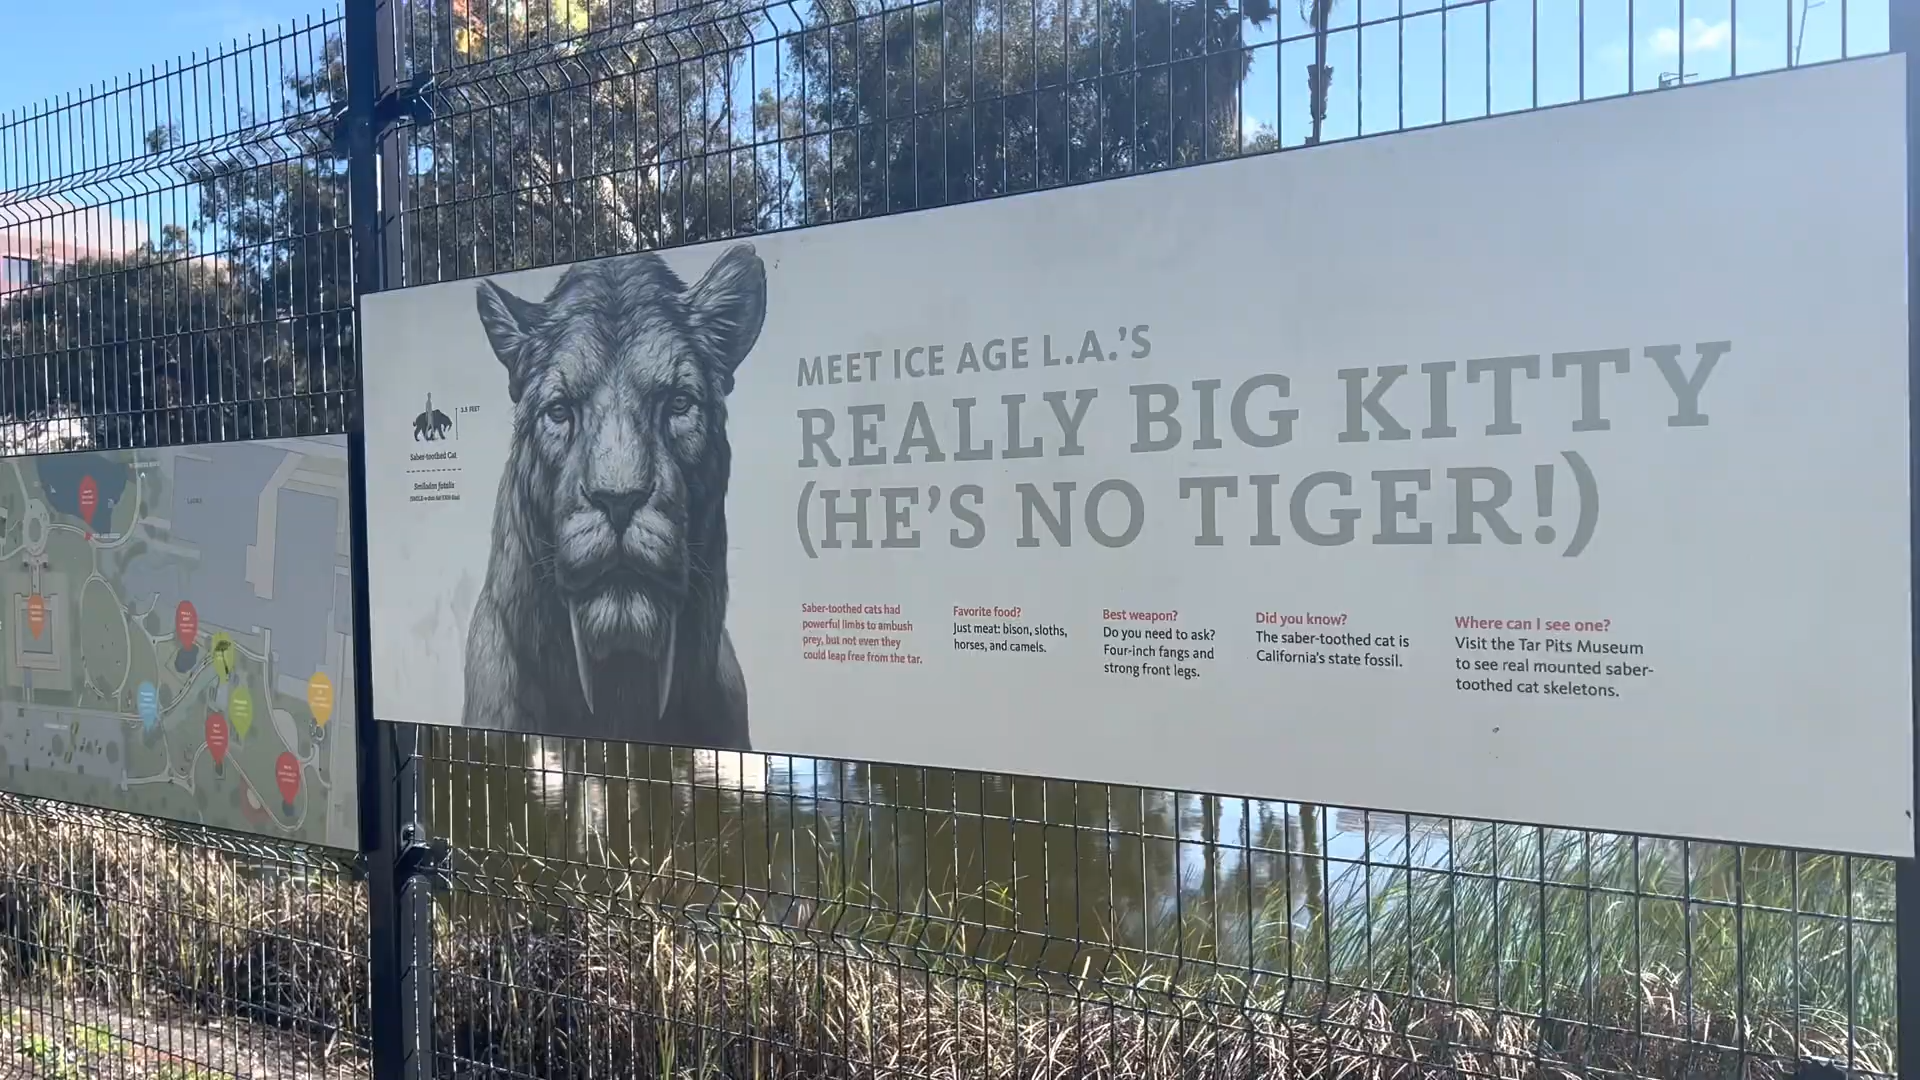 MEET ICE AGE L.A.'S
REALLY BIG KITTY
(HE'S NO TIGER!)
3.5 FEET
Saber-toothed Cat
Smilodon fatalis
Saber-toothed cats had
powerful limbs to ambush
prey, but not even they
could leap free from the tar.
Favorite food?
Just meat: bison, sloths,
horses, and camels.
Best weapon?
Do you need to ask?
Four-inch fangs and
strong front legs.
Did you know?
The saber-toothed cat is
California's state fossil.
Where can I see one?
Visit the Tar Pits Museum
to see real mounted saber-
toothed cat skeletons.